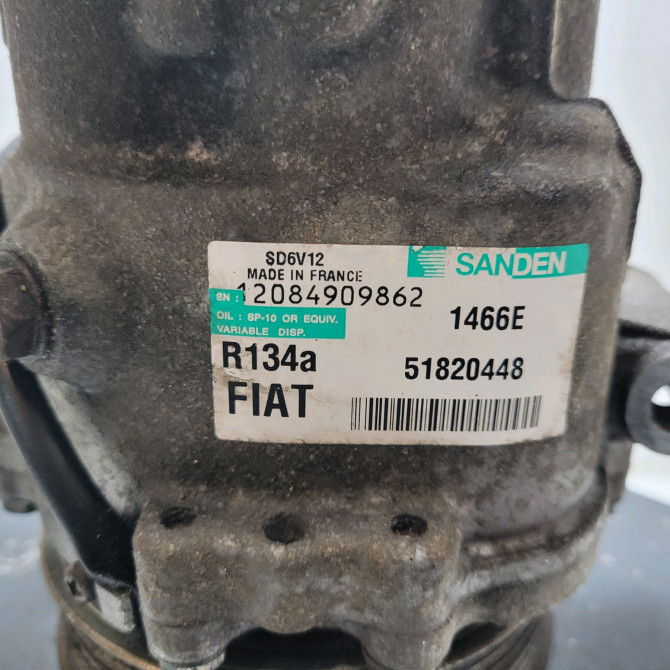 SD6V12
MADE IN FRANCE
SANDEN
SN : 12084909862
1466E
OIL : SP-10 OR EQUIV.
VARIABLE DISP.
R134a
51820448
FIAT